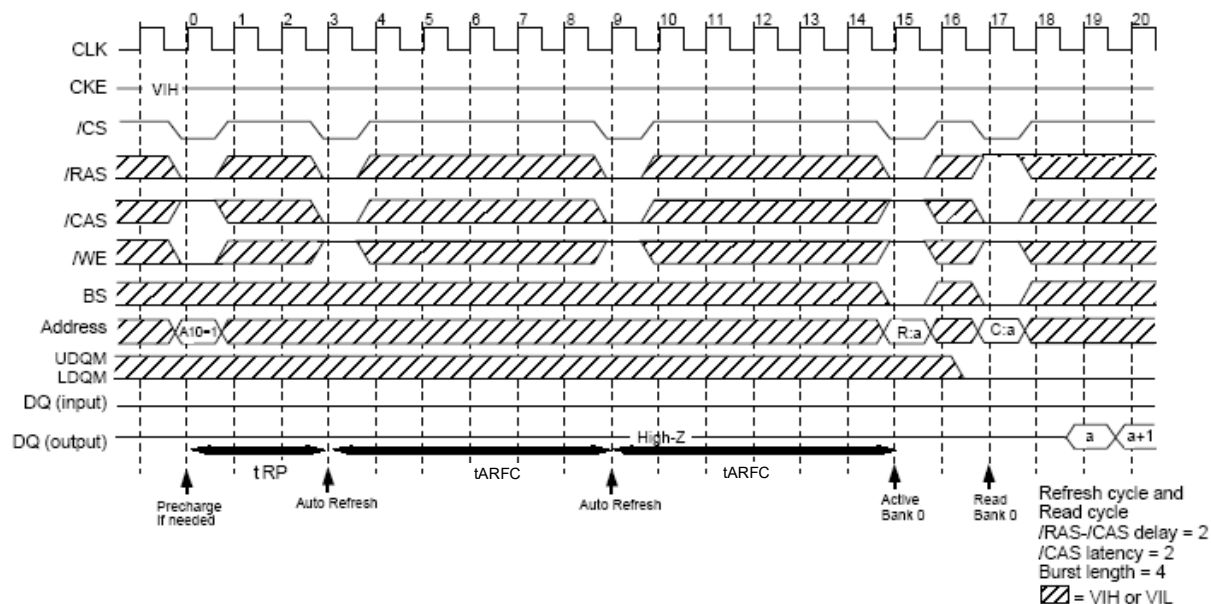 0 1 2 3 4 5 6 7 8 9 10 11 12 13 14 15 16 17 18 19 20
CLK
CKE VIH
/CS
/RAS
/CAS
/WE
BS
Address A10=1 R:a C:a
UDQM
LDQM
DQ (input)
DQ (output) High-Z a a+1
tRP tARFC tARFC
Precharge
If needed
Auto Refresh
Auto Refresh
Active
Bank 0
Read
Bank 0
Refresh cycle and
Read cycle
/RAS-/CAS delay = 2
/CAS latency = 2
Burst length = 4
= VIH or VIL